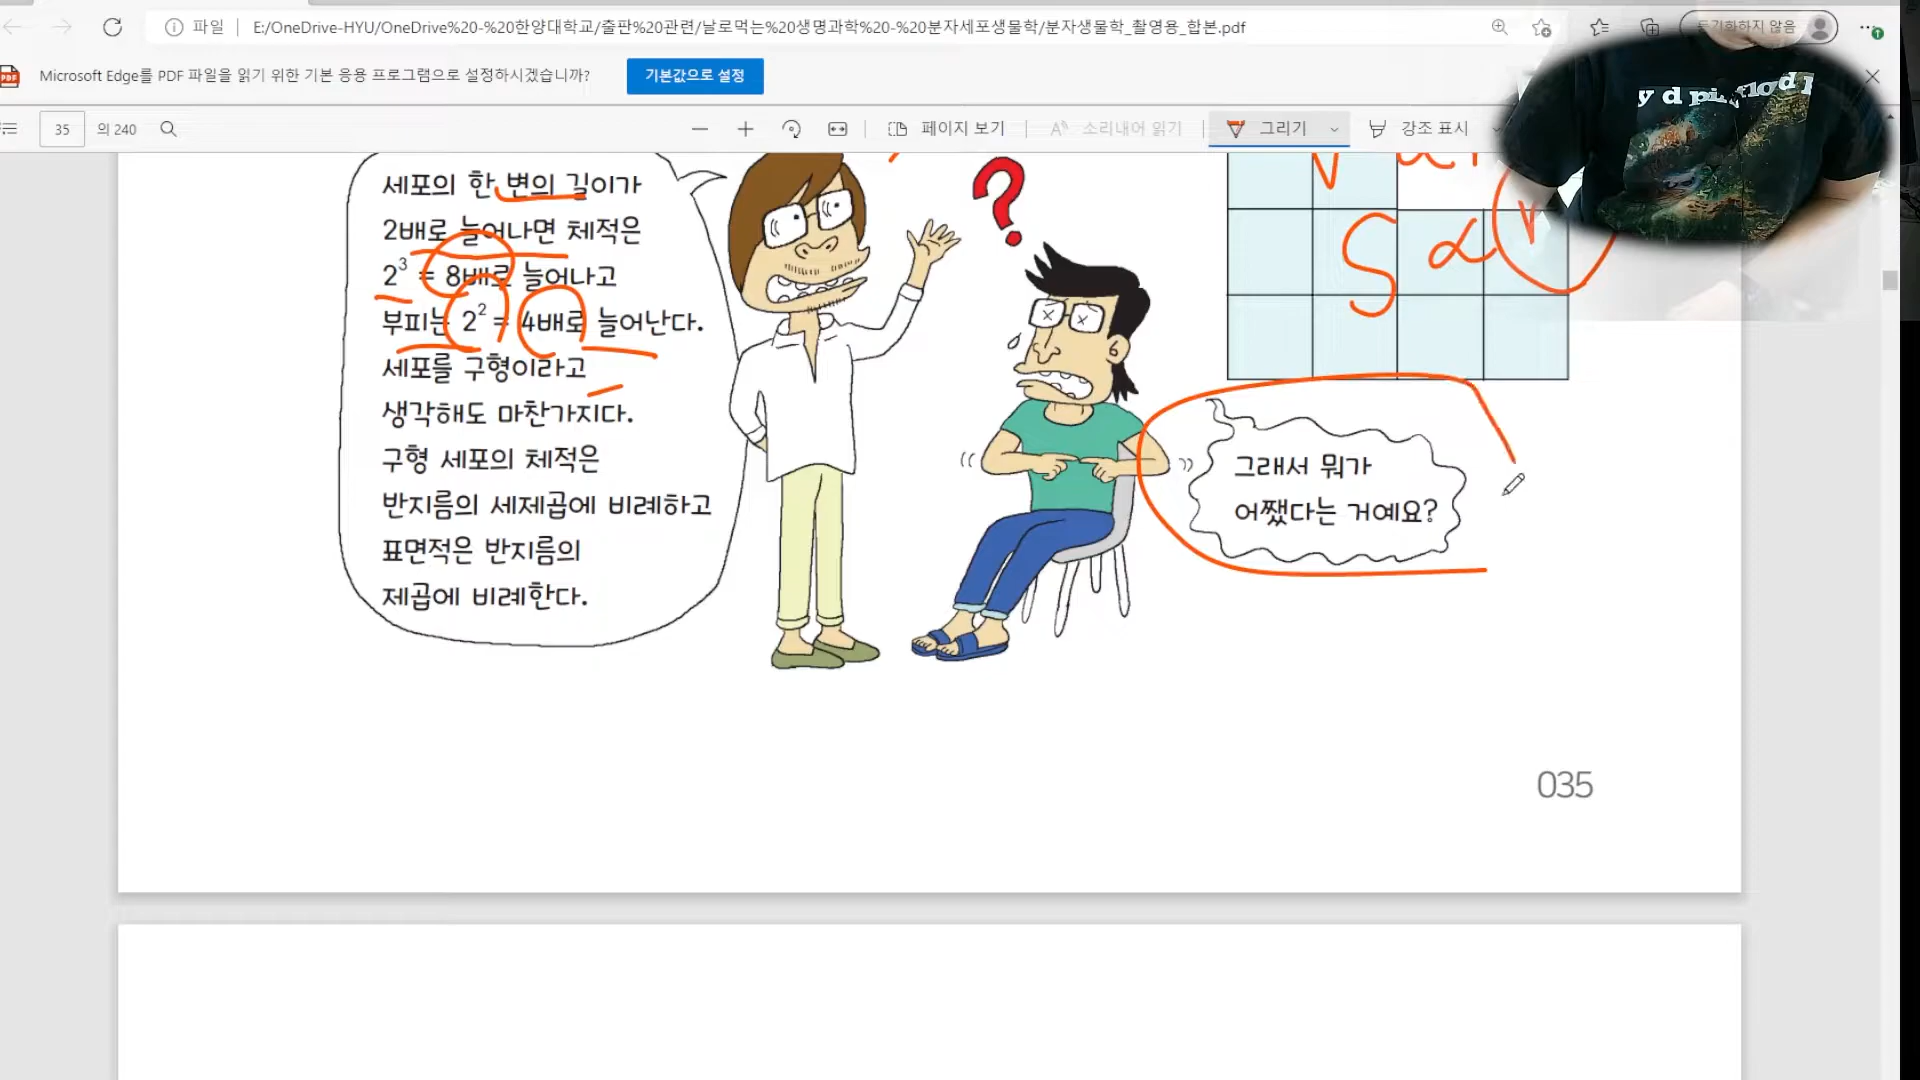 파일
E:/OneDrive-HYU/OneDrive%20-%20한양대학교/출판%20관련/날로먹는%20생명과학%20-%20분자세포생물학/분자생물학_촬영용_합본.pdf
동기화하지 않음
PDF
Microsoft Edge를 PDF 파일을 읽기 위한 기본 응용 프로그램으로 설정하시겠습니까?
기본값으로 설정
35 의 240
페이지 보기
소리내어 읽기
그리기
강조 표시
y d pi
floyd p
세포의 한 변의 길이가
2배로 늘어나면 체적은
2³ = 8배로 늘어나고
부피는 2² = 4배로 늘어난다.
세포를 구형이라고
생각해도 마찬가지다.
구형 세포의 체적은
반지름의 세제곱에 비례하고
표면적은 반지름의
제곱에 비례한다.
?
S α r
그래서 뭐가
어쨌다는 거예요?
035